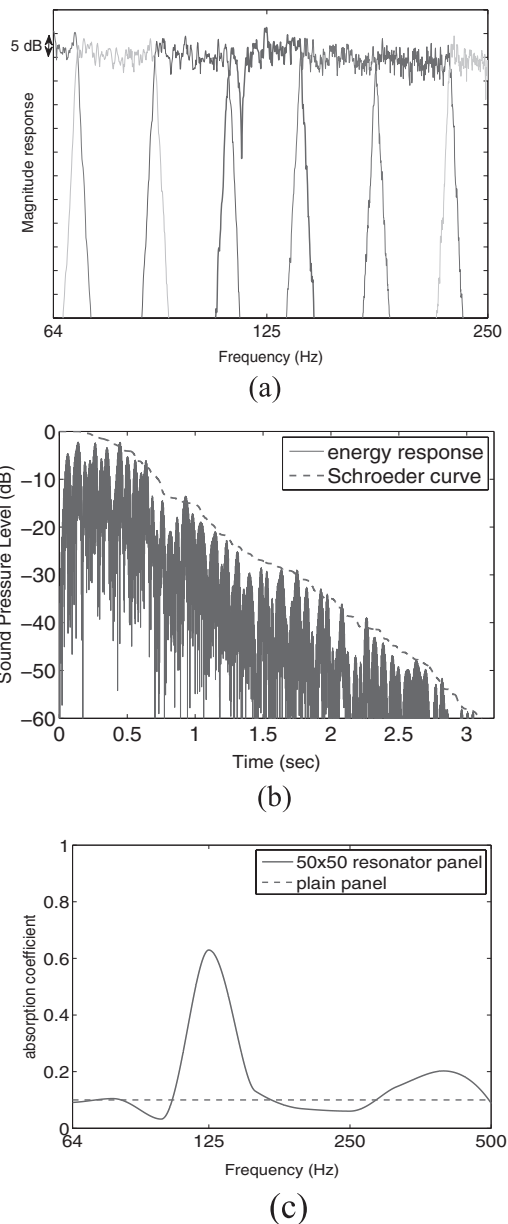 5 dB
Magnitude response
64
125
250
Frequency (Hz)
(a)
0
−10
−20
−30
−40
−50
−60
Sound Pressure Level (dB)
energy response
Schroeder curve
0
0.5
1
1.5
2
2.5
3
Time (sec)
(b)
1
0.8
0.6
0.4
0.2
0
absorption coefficient
50x50 resonator panel
plain panel
64
125
250
500
Frequency (Hz)
(c)